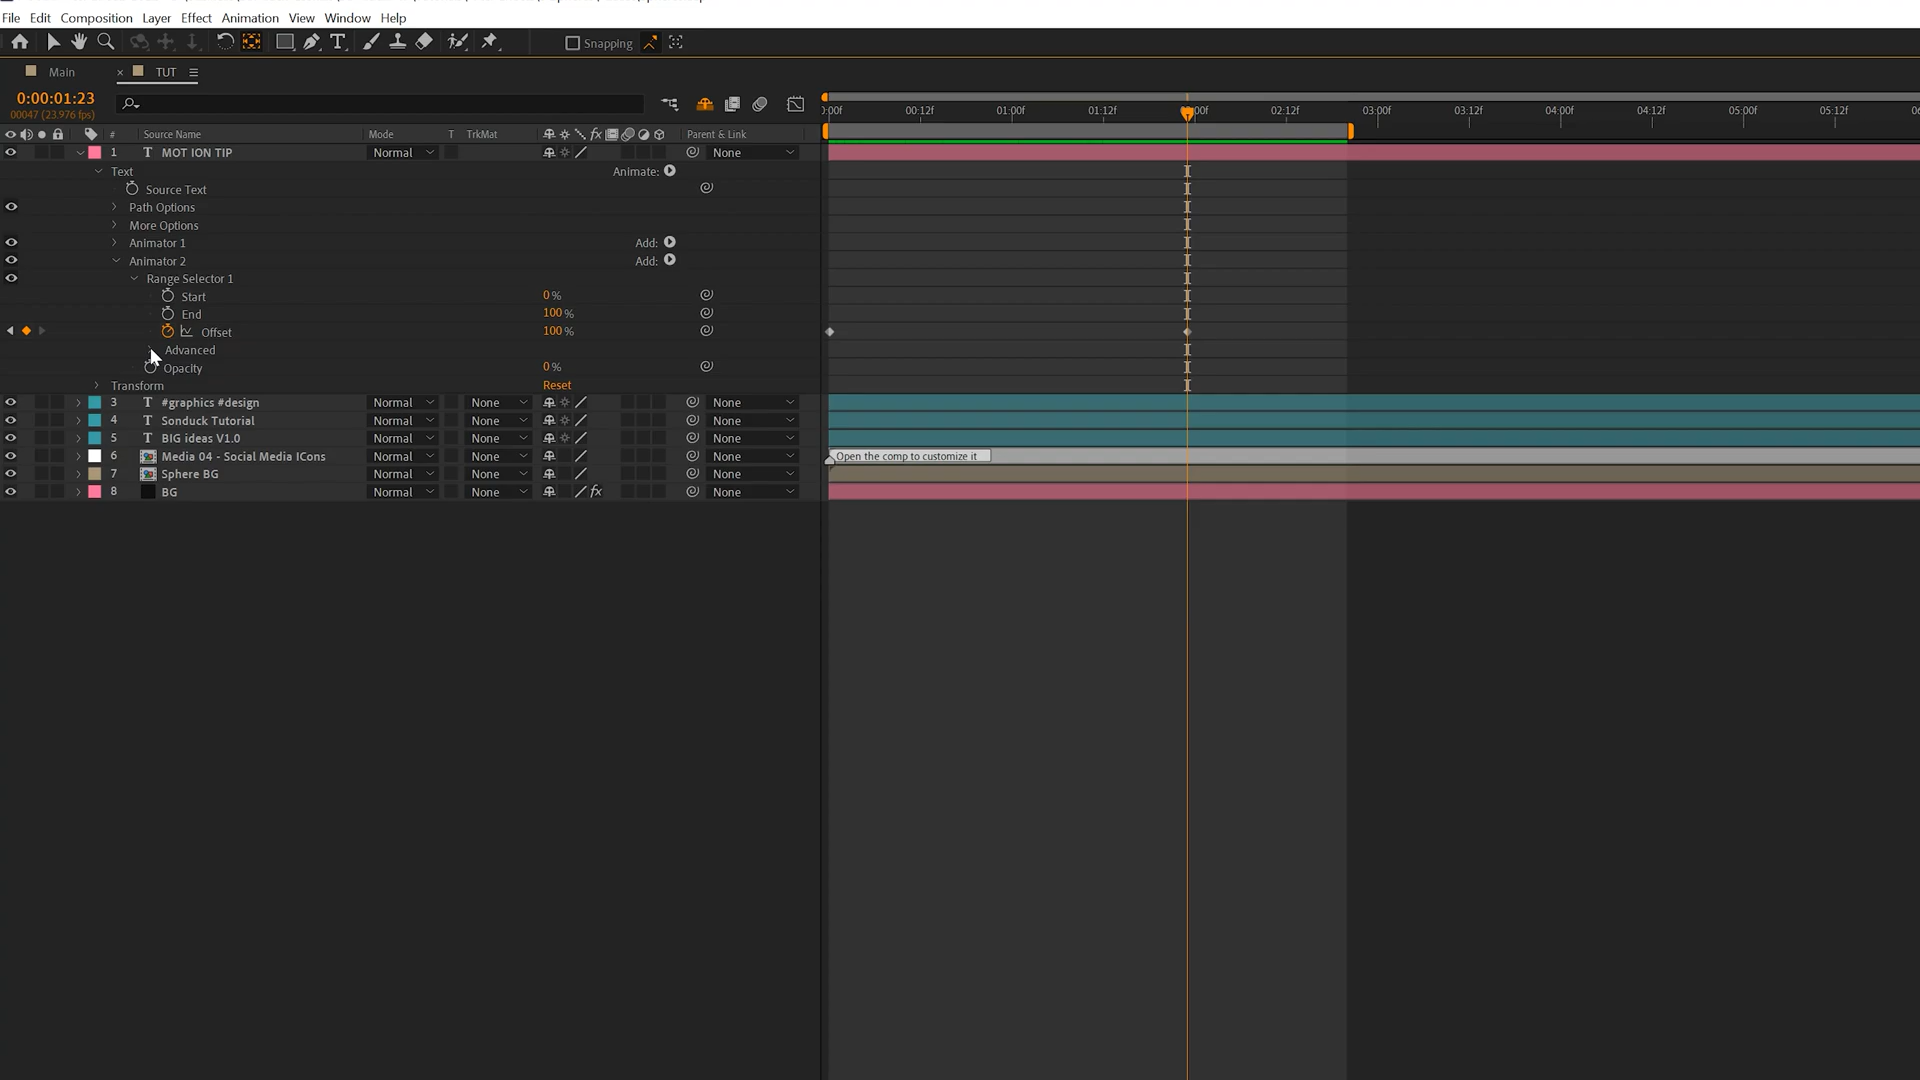 File Edit Composition Layer Effect Animation View Window Help
Snapping
Main TUT
0:00:01:23
00047 (23.976 fps)
00f 00:12f 01:00f 01:12f 00f 02:12f 03:00f 03:12f 04:00f 04:12f 05:00f 05:12f
# Source Name Mode T TrkMat fx Parent & Link
1 T MOT ION TIP Normal None
Text Animate:
Source Text
Path Options
More Options
Animator 1 Add:
Animator 2 Add:
Range Selector 1
Start 0 %
End 100 %
Offset 100 %
Advanced
Opacity 0 %
Transform Reset
3 T #graphics #design Normal None None
4 T Sonduck Tutorial Normal None None
5 T BIG ideas V1.0 Normal None None
6 Media 04 - Social Media ICons Normal None None Open the comp to customize it
7 Sphere BG Normal None None
8 BG Normal None fx None